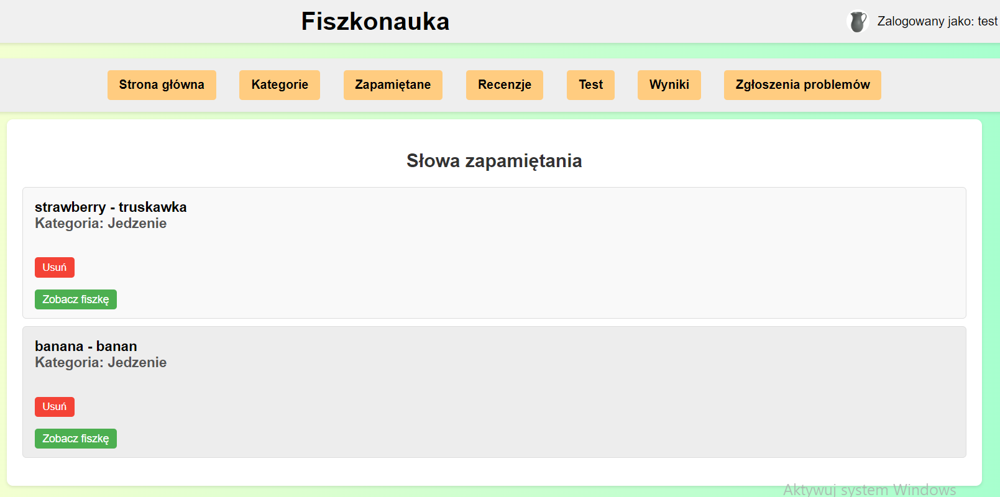 Fiszkonauka
Zalogowany jako: test
Strona główna
Kategorie
Zapamiętane
Recenzje
Test
Wyniki
Zgłoszenia problemów
Słowa zapamiętania
strawberry - truskawka
Kategoria: Jedzenie
Usuń
Zobacz fiszkę
banana - banan
Kategoria: Jedzenie
Usuń
Zobacz fiszkę
Aktywuj system Windows